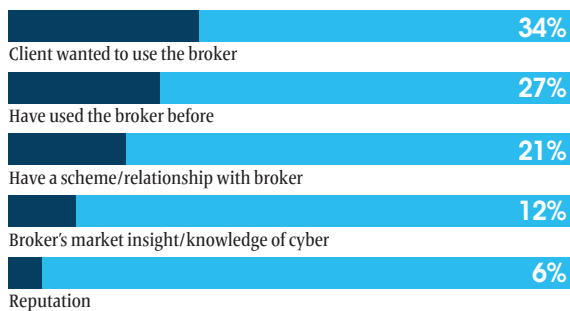 34%
Client wanted to use the broker
27%
Have used the broker before
21%
Have a scheme/relationship with broker
12%
Broker's market insight/knowledge of cyber
6%
Reputation